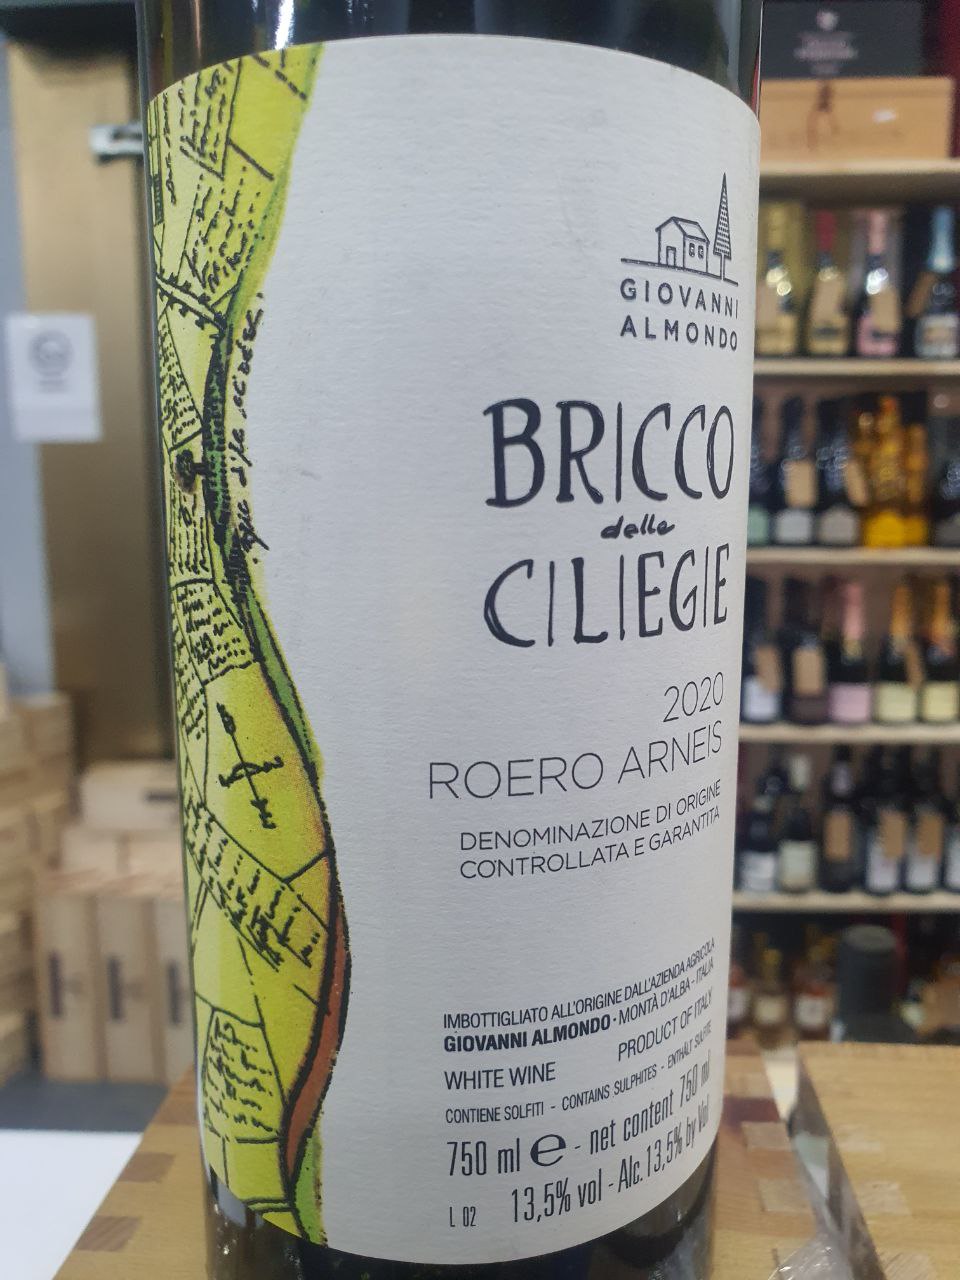 GIOVANNI
ALMONDO
BRICCO
delle
CILIEGIE
2020
ROERO ARNEIS
DENOMINAZIONE DI ORIGINE
CONTROLLATA E GARANTITA
IMBOTTIGLIATO ALL'ORIGINE DALL'AZIENDA AGRICOLA
GIOVANNI ALMONDO · MONTÀ D'ALBA - ITALIA
WHITE WINE PRODUCT OF ITALY
CONTIENE SOLFITI - CONTAINS SULPHITES - ENTHÄLT SULFITE
750 ml e - net content 750 ml
L 02 13,5% vol - Alc. 13,5% by Vol